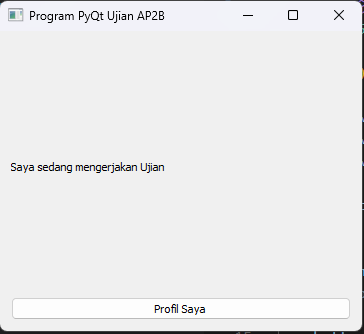 Program PyQt Ujian AP2B
Saya sedang mengerjakan Ujian
Profil Saya